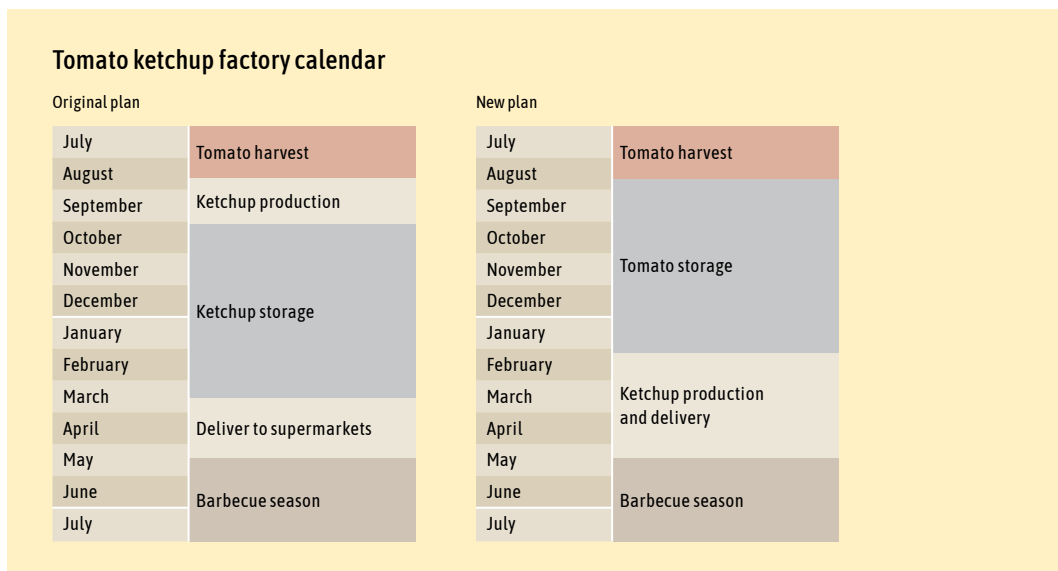 Tomato ketchup factory calendar
Original plan
July
August
September
October
November
December
January
February
March
April
May
June
July
Tomato harvest
Ketchup production
Ketchup storage
Deliver to supermarkets
Barbecue season
New plan
July
August
September
October
November
December
January
February
March
April
May
June
July
Tomato harvest
Tomato storage
Ketchup production
and delivery
Barbecue season